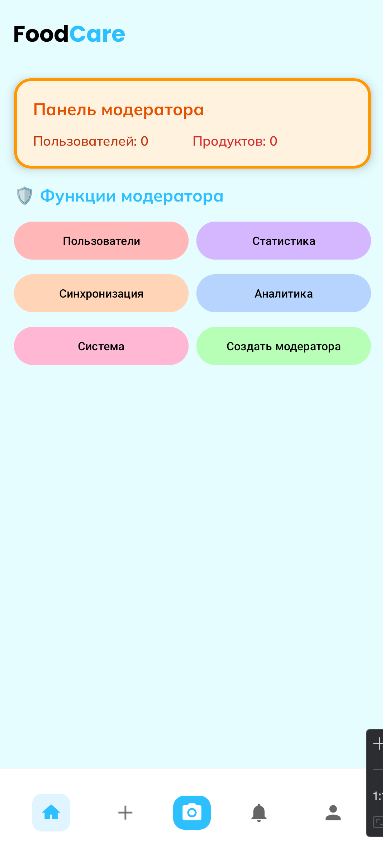 FoodCare
Панель модератора
Пользователей: 0 Продуктов: 0
Функции модератора
Пользователи Статистика
Синхронизация Аналитика
Система Создать модератора